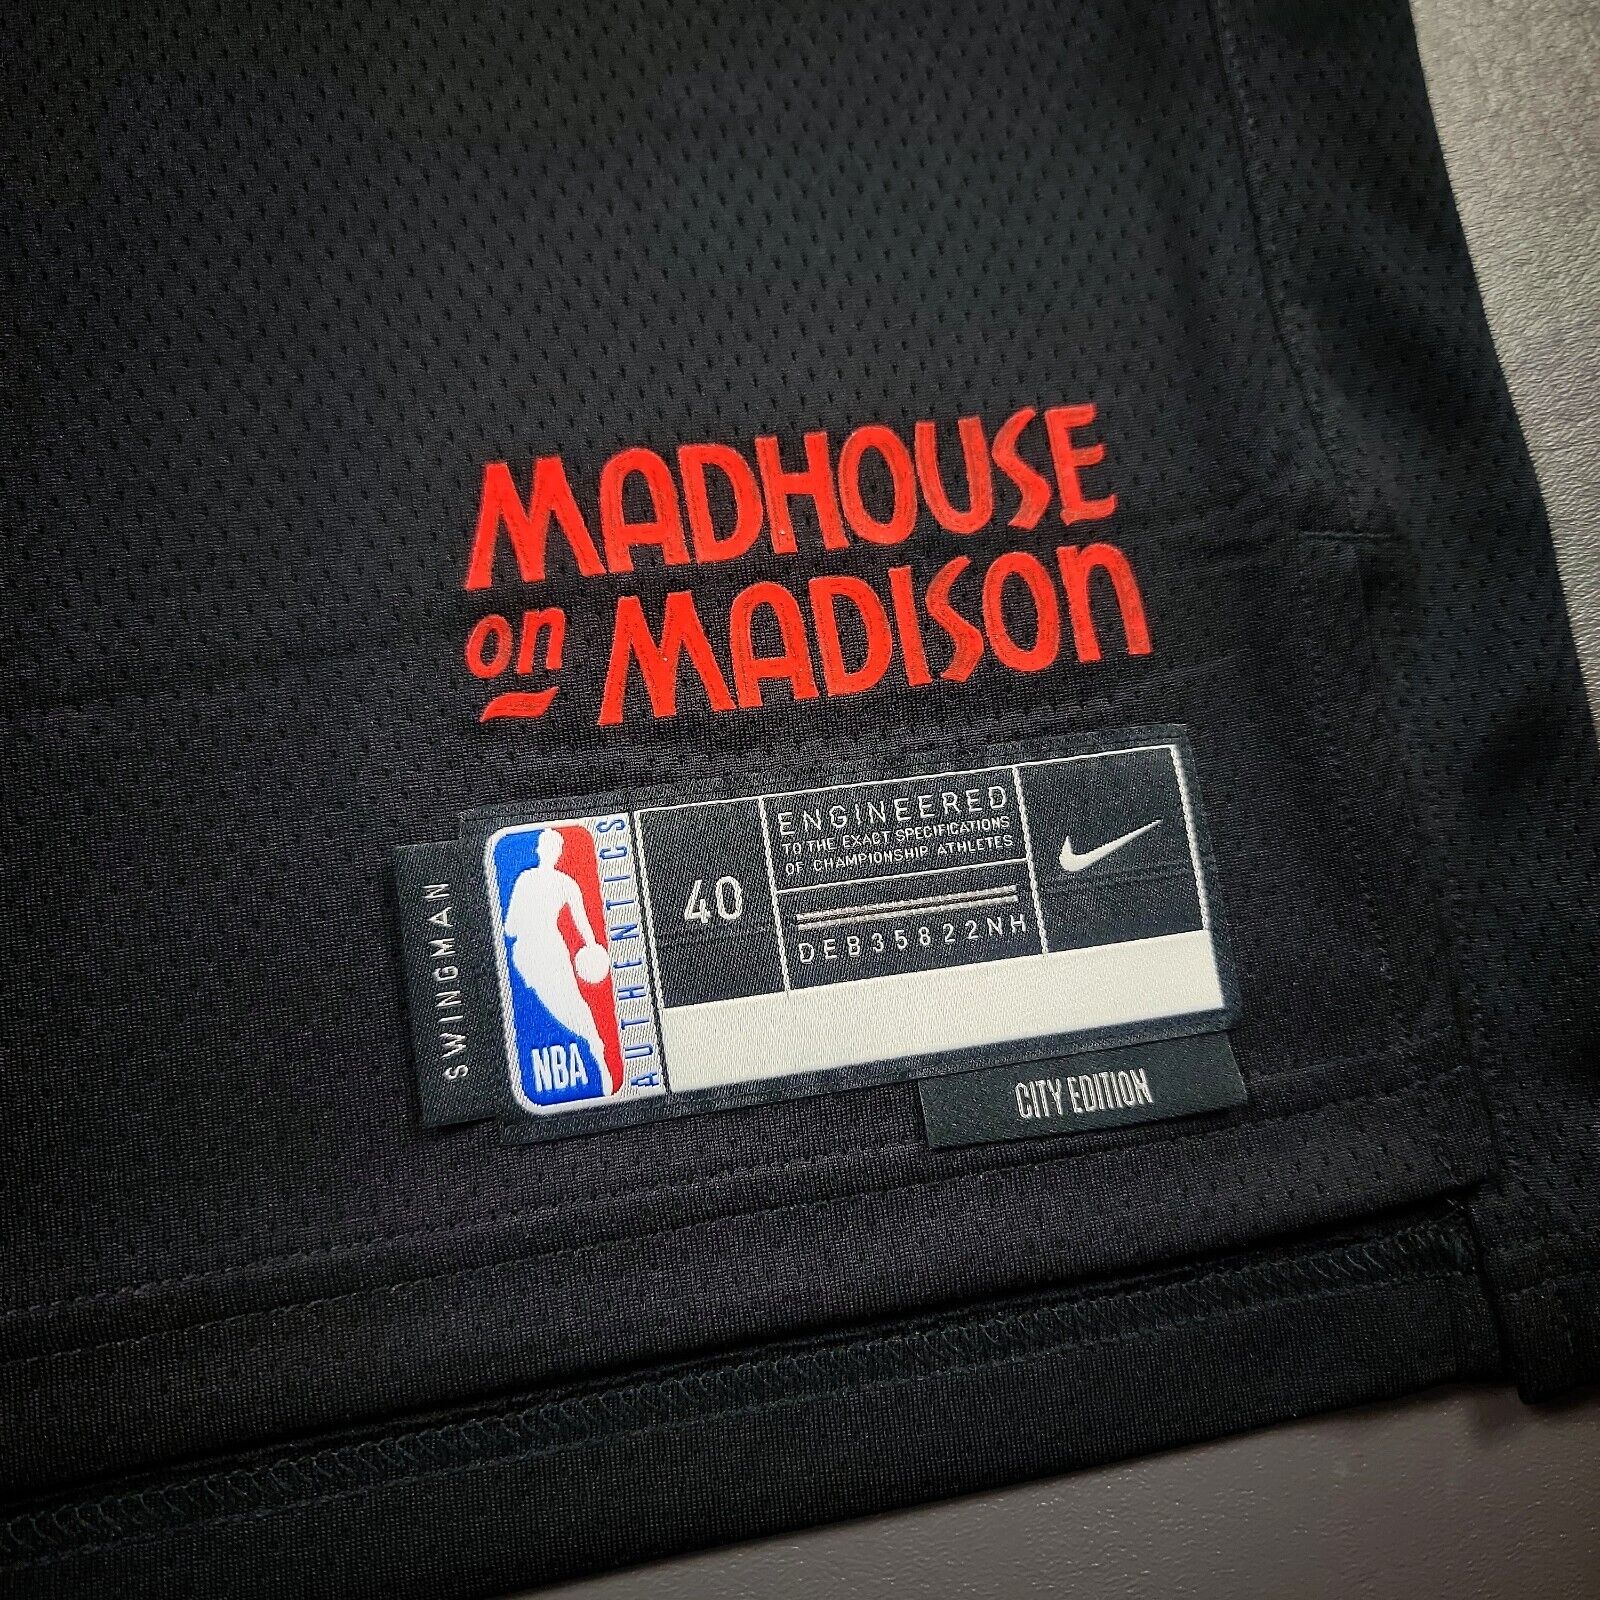 MADHOUSE
on MADISON
SWINGMAN
NBA
AUTHENTICS
40
ENGINEERED
TO THE EXACT SPECIFICATIONS
OF CHAMPIONSHIP ATHLETES
DEB35822NH
CITY EDITION